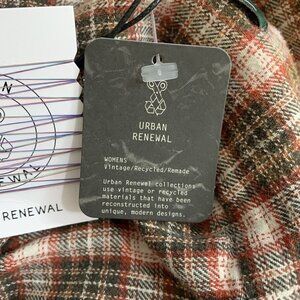 URBAN
RENEWAL
WOMENS
Vintage/Recycled/Remade
Urban Renewal collections
use vintage or recycled
materials that have been
reconstructed into
unique, modern designs.
RENEWAL
RENEWAL